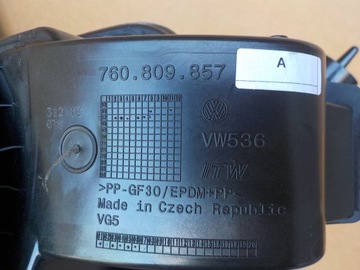 760.809.857
A
VW536
ITW
>PP-GF30/EPDM+PP<
Made in Czech Republic
VG5